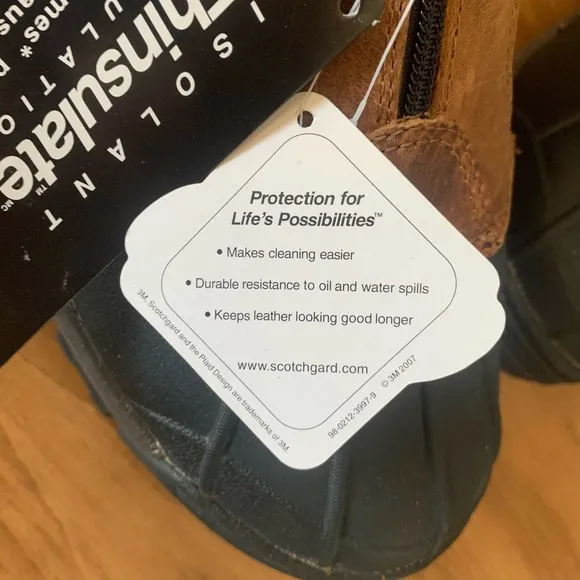 ISOLANT
Thinsulate™ MC
Protection for
Life's Possibilities™
• Makes cleaning easier
• Durable resistance to oil and water spills
• Keeps leather looking good longer
www.scotchgard.com
3M, Scotchgard and the Plaid Design are trademarks of 3M.
98-0212-3997-9 © 3M 2007